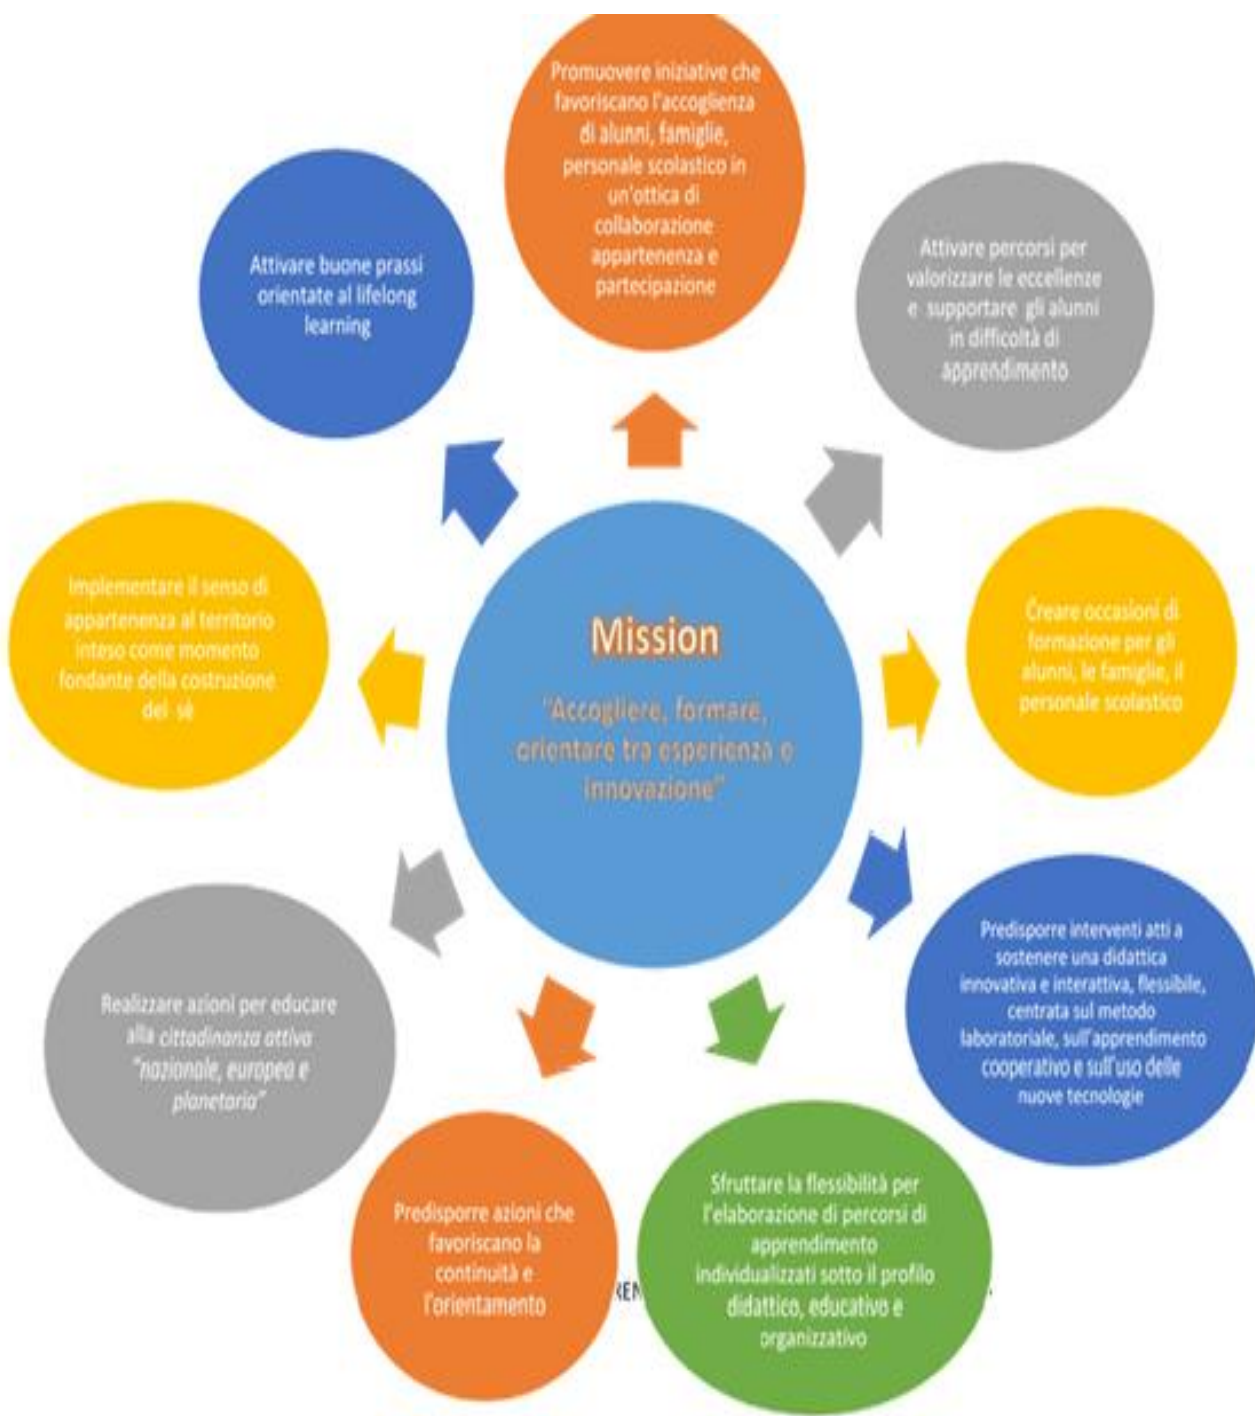 Promuovere iniziative che
favoriscano l'accoglienza
di alunni, famiglie,
personale scolastico in
un'ottica di
collaborazione
appartenenza e
partecipazione
Attivare percorsi per
valorizzare le eccellenze
e supportare gli alunni
in difficoltà di
apprendimento
Creare occasioni di
formazione per gli
alunni, le famiglie, il
personale scolastico
Predisporre interventi atti a
sostenere una didattica
innovativa e interattiva, flessibile,
centrata sul metodo
laboratoriale, sull'apprendimento
cooperativo e sull'uso delle
nuove tecnologie
Sfruttare la flessibilità per
l'elaborazione di percorsi di
apprendimento
individualizzati sotto il profilo
didattico, educativo e
organizzativo
Predisporre azioni che
favoriscano la
continuità e
l'orientamento
Realizzare azioni per educare
alla cittadinanza attiva
"nazionale, europea e
planetaria"
Implementare il senso di
appartenenza al territorio
inteso come momento
fondante della costruzione
del sé
Attivare buone prassi
orientate al lifelong
learning
Mission
"Accogliere, formare,
orientare tra esperienza e
innovazione"